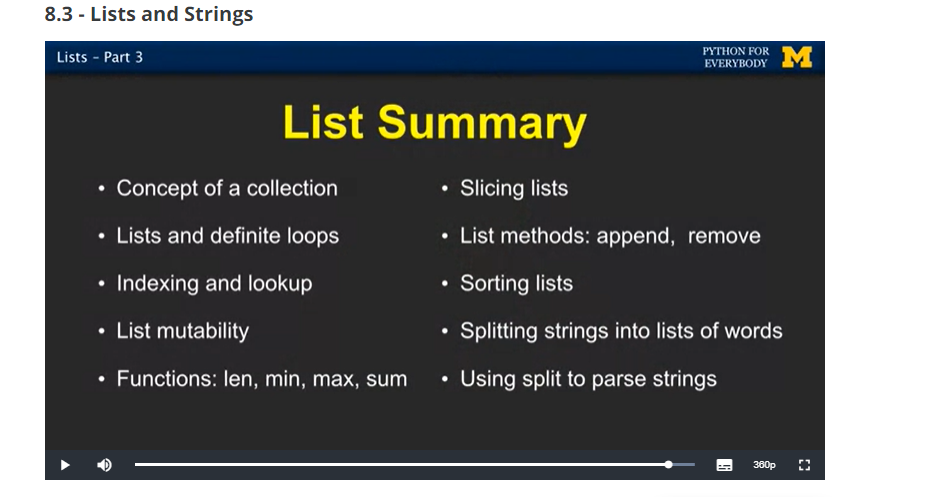 8.3 - Lists and Strings
Lists – Part 3
PYTHON FOR
EVERYBODY
M
List Summary
• Concept of a collection
• Lists and definite loops
• Indexing and lookup
• List mutability
• Functions: len, min, max, sum
• Slicing lists
• List methods: append, remove
• Sorting lists
• Splitting strings into lists of words
• Using split to parse strings
360p